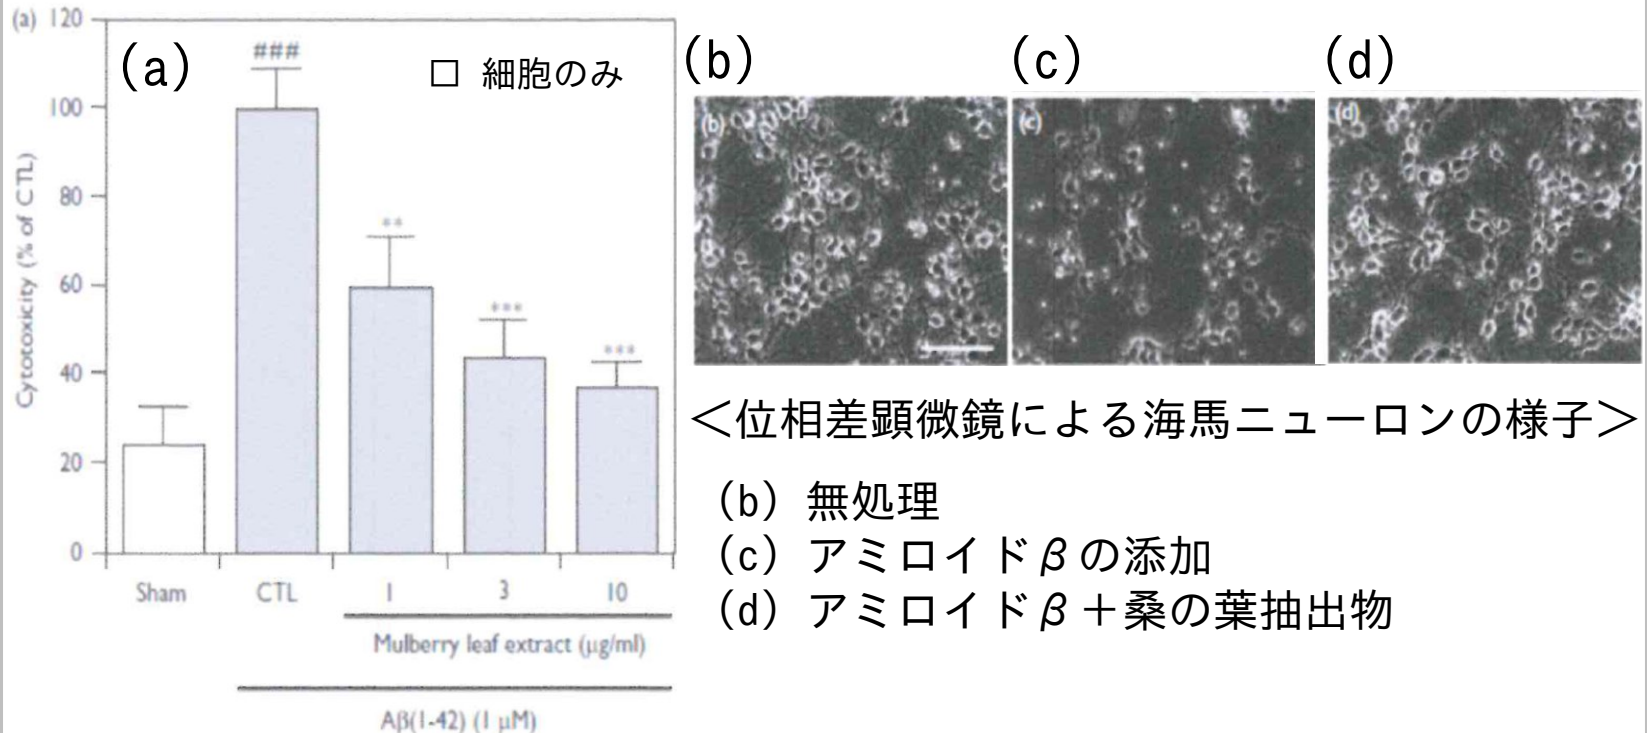 (a) 120
(a)
###
□ 細胞のみ
100
80
**
60
***
40
***
20
0
Cytotoxicity (% of CTL)
Sham CTL 1 3 10
Mulberry leaf extract (μg/ml)
Aβ(1-42) (1 μM)
(b) (c) (d)
(b) (c) (d)
＜位相差顕微鏡による海馬ニューロンの様子＞
(b) 無処理
(c) アミロイドβの添加
(d) アミロイドβ＋桑の葉抽出物